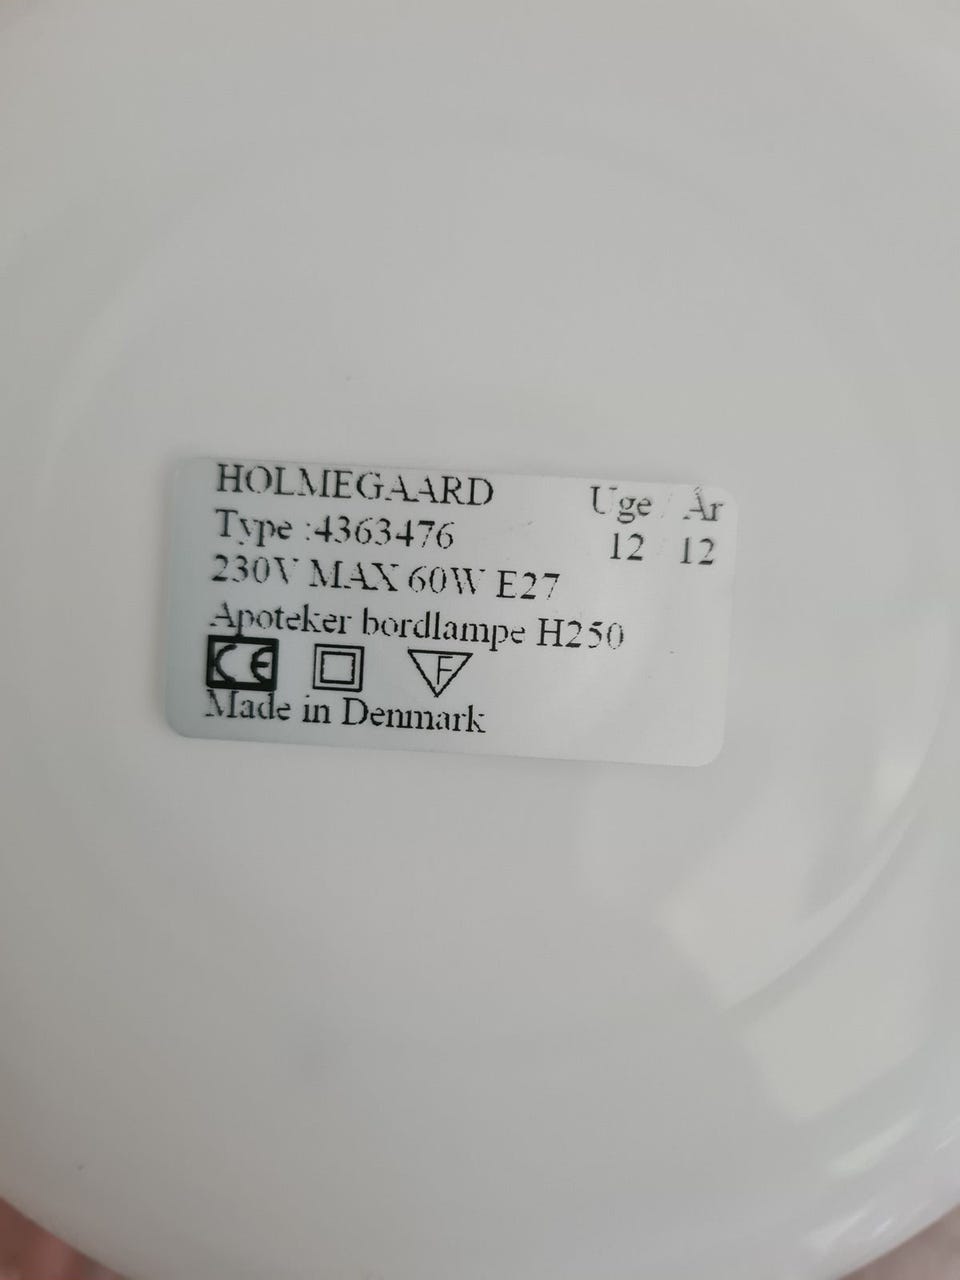 HOLMEGAARD Uge / År
Type :4363476 12 12
230V MAX 60W E27
Apoteker bordlampe H250
CE F
Made in Denmark